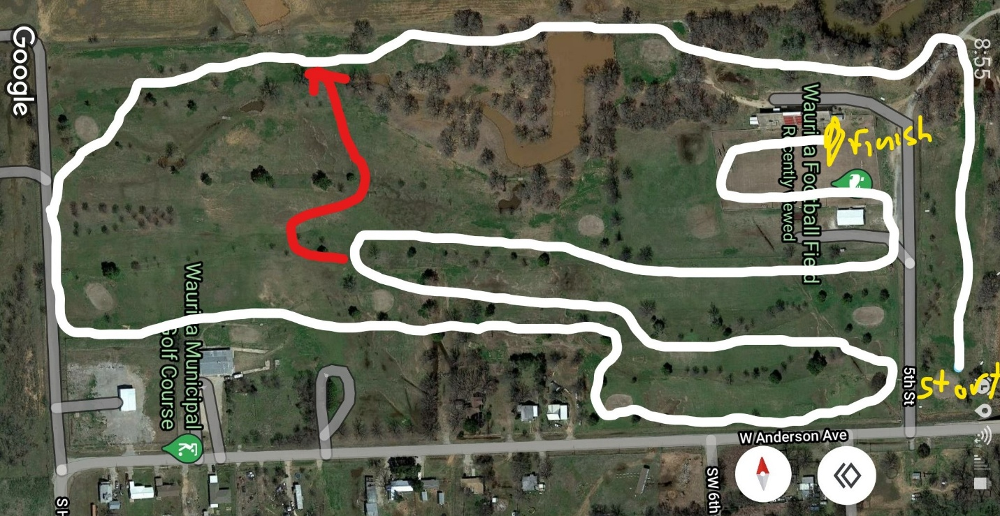 Google
8:55
Waurika Football Field
Recently viewed
Finish
Waurika Municipal
Golf Course
5th St
Start
W Anderson Ave
SW 6th
S H